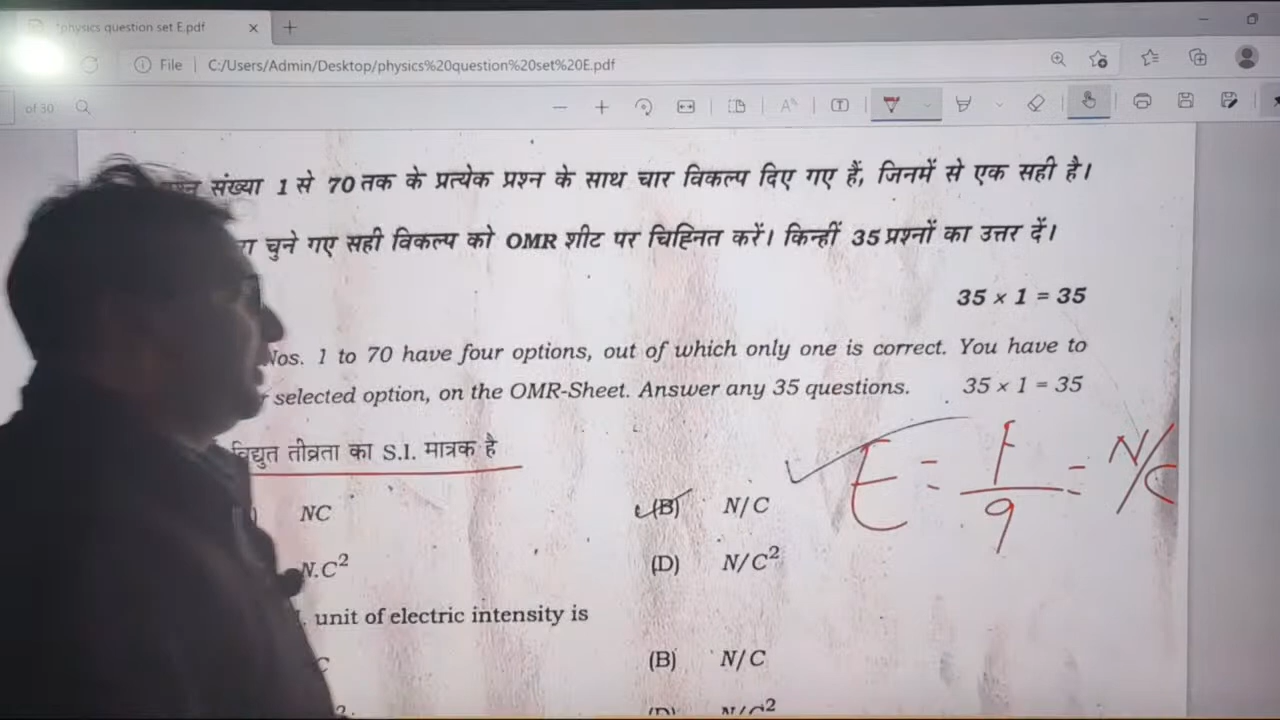 physics question set E.pdf
File | C:/Users/Admin/Desktop/physics%20question%20set%20E.pdf
of 30
संख्या 1 से 70 तक के प्रत्येक प्रश्न के साथ चार विकल्प दिए गए हैं, जिनमें से एक सही है।
चुने गए सही विकल्प को OMR शीट पर चिह्नित करें। किन्हीं 35 प्रश्नों का उत्तर दें।
35 × 1 = 35
Nos. 1 to 70 have four options, out of which only one is correct. You have to
selected option, on the OMR-Sheet. Answer any 35 questions. 35 × 1 = 35
विद्युत तीव्रता का S.I. मात्रक है
E = F/q = N/C
NC (B) N/C
N.C² (D) N/C²
unit of electric intensity is
C (B) N/C
2. (D) N/C²